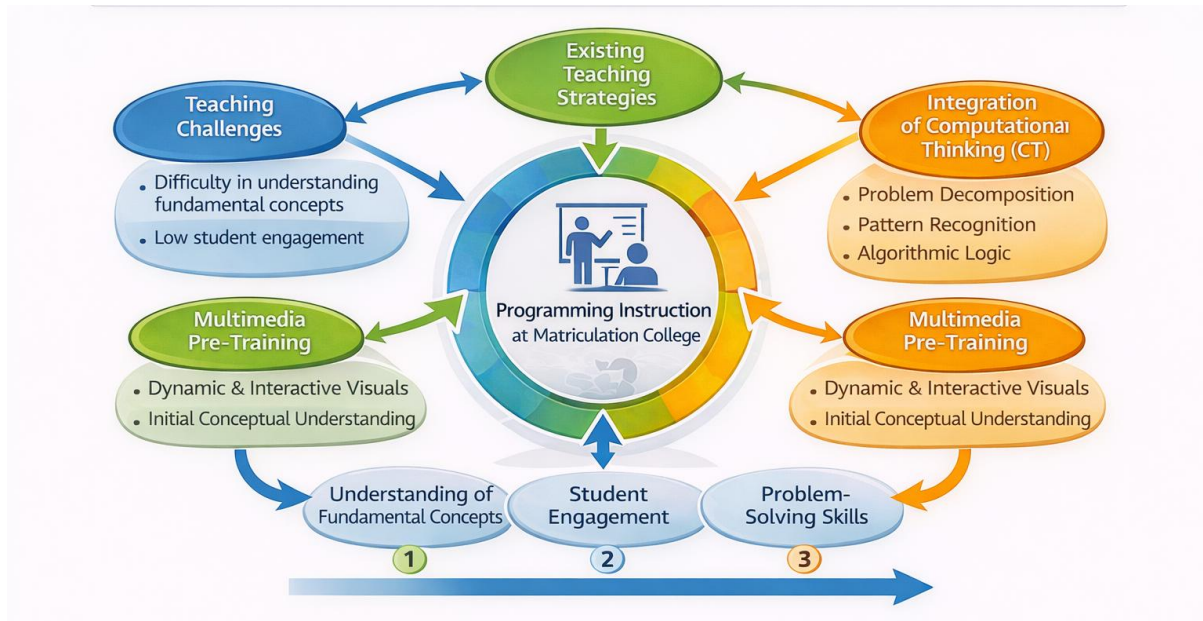 Existing
Teaching
Strategies
Teaching
Challenges
• Difficulty in understanding
fundamental concepts
• Low student engagement
Integration
of Computational
Thinking (CT)
• Problem Decomposition
• Pattern Recognition
• Algorithmic Logic
Programming Instruction
at Matriculation College
Multimedia
Pre-Training
• Dynamic & Interactive Visuals
• Initial Conceptual Understanding
Multimedia
Pre-Training
• Dynamic & Interactive Visuals
• Initial Conceptual Understanding
Understanding of
Fundamental Concepts
1
Student
Engagement
2
Problem-
Solving Skills
3